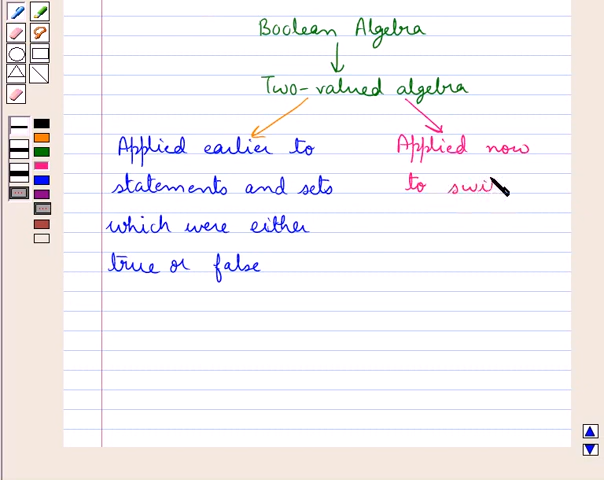 Boolean Algebra
Two-valued algebra
Applied earlier to
statements and sets
which were either
true or false
Applied now
to swi